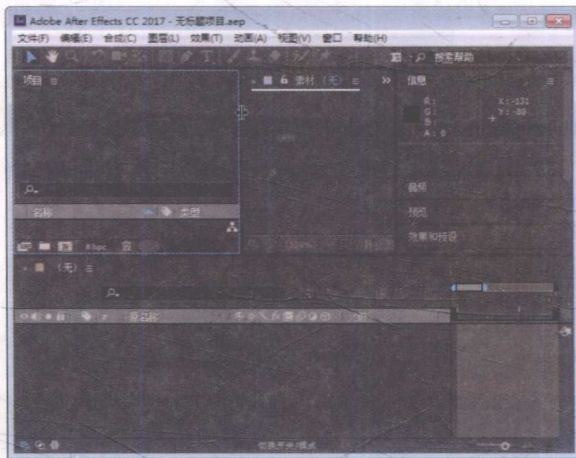 Adobe After Effects CC 2017 - 无标题项目.aep
文件(F) 编辑(E) 合成(C) 图层(L) 效果(T) 动画(A) 视图(V) 窗口 帮助(H)
搜索帮助
项目
素材 (无)
信息
R:
G:
B:
A: 0
X: -131
Y:
音频
预览
效果和预设
名称
类型
8 bpc
(无)
源名称
切换开关/模式